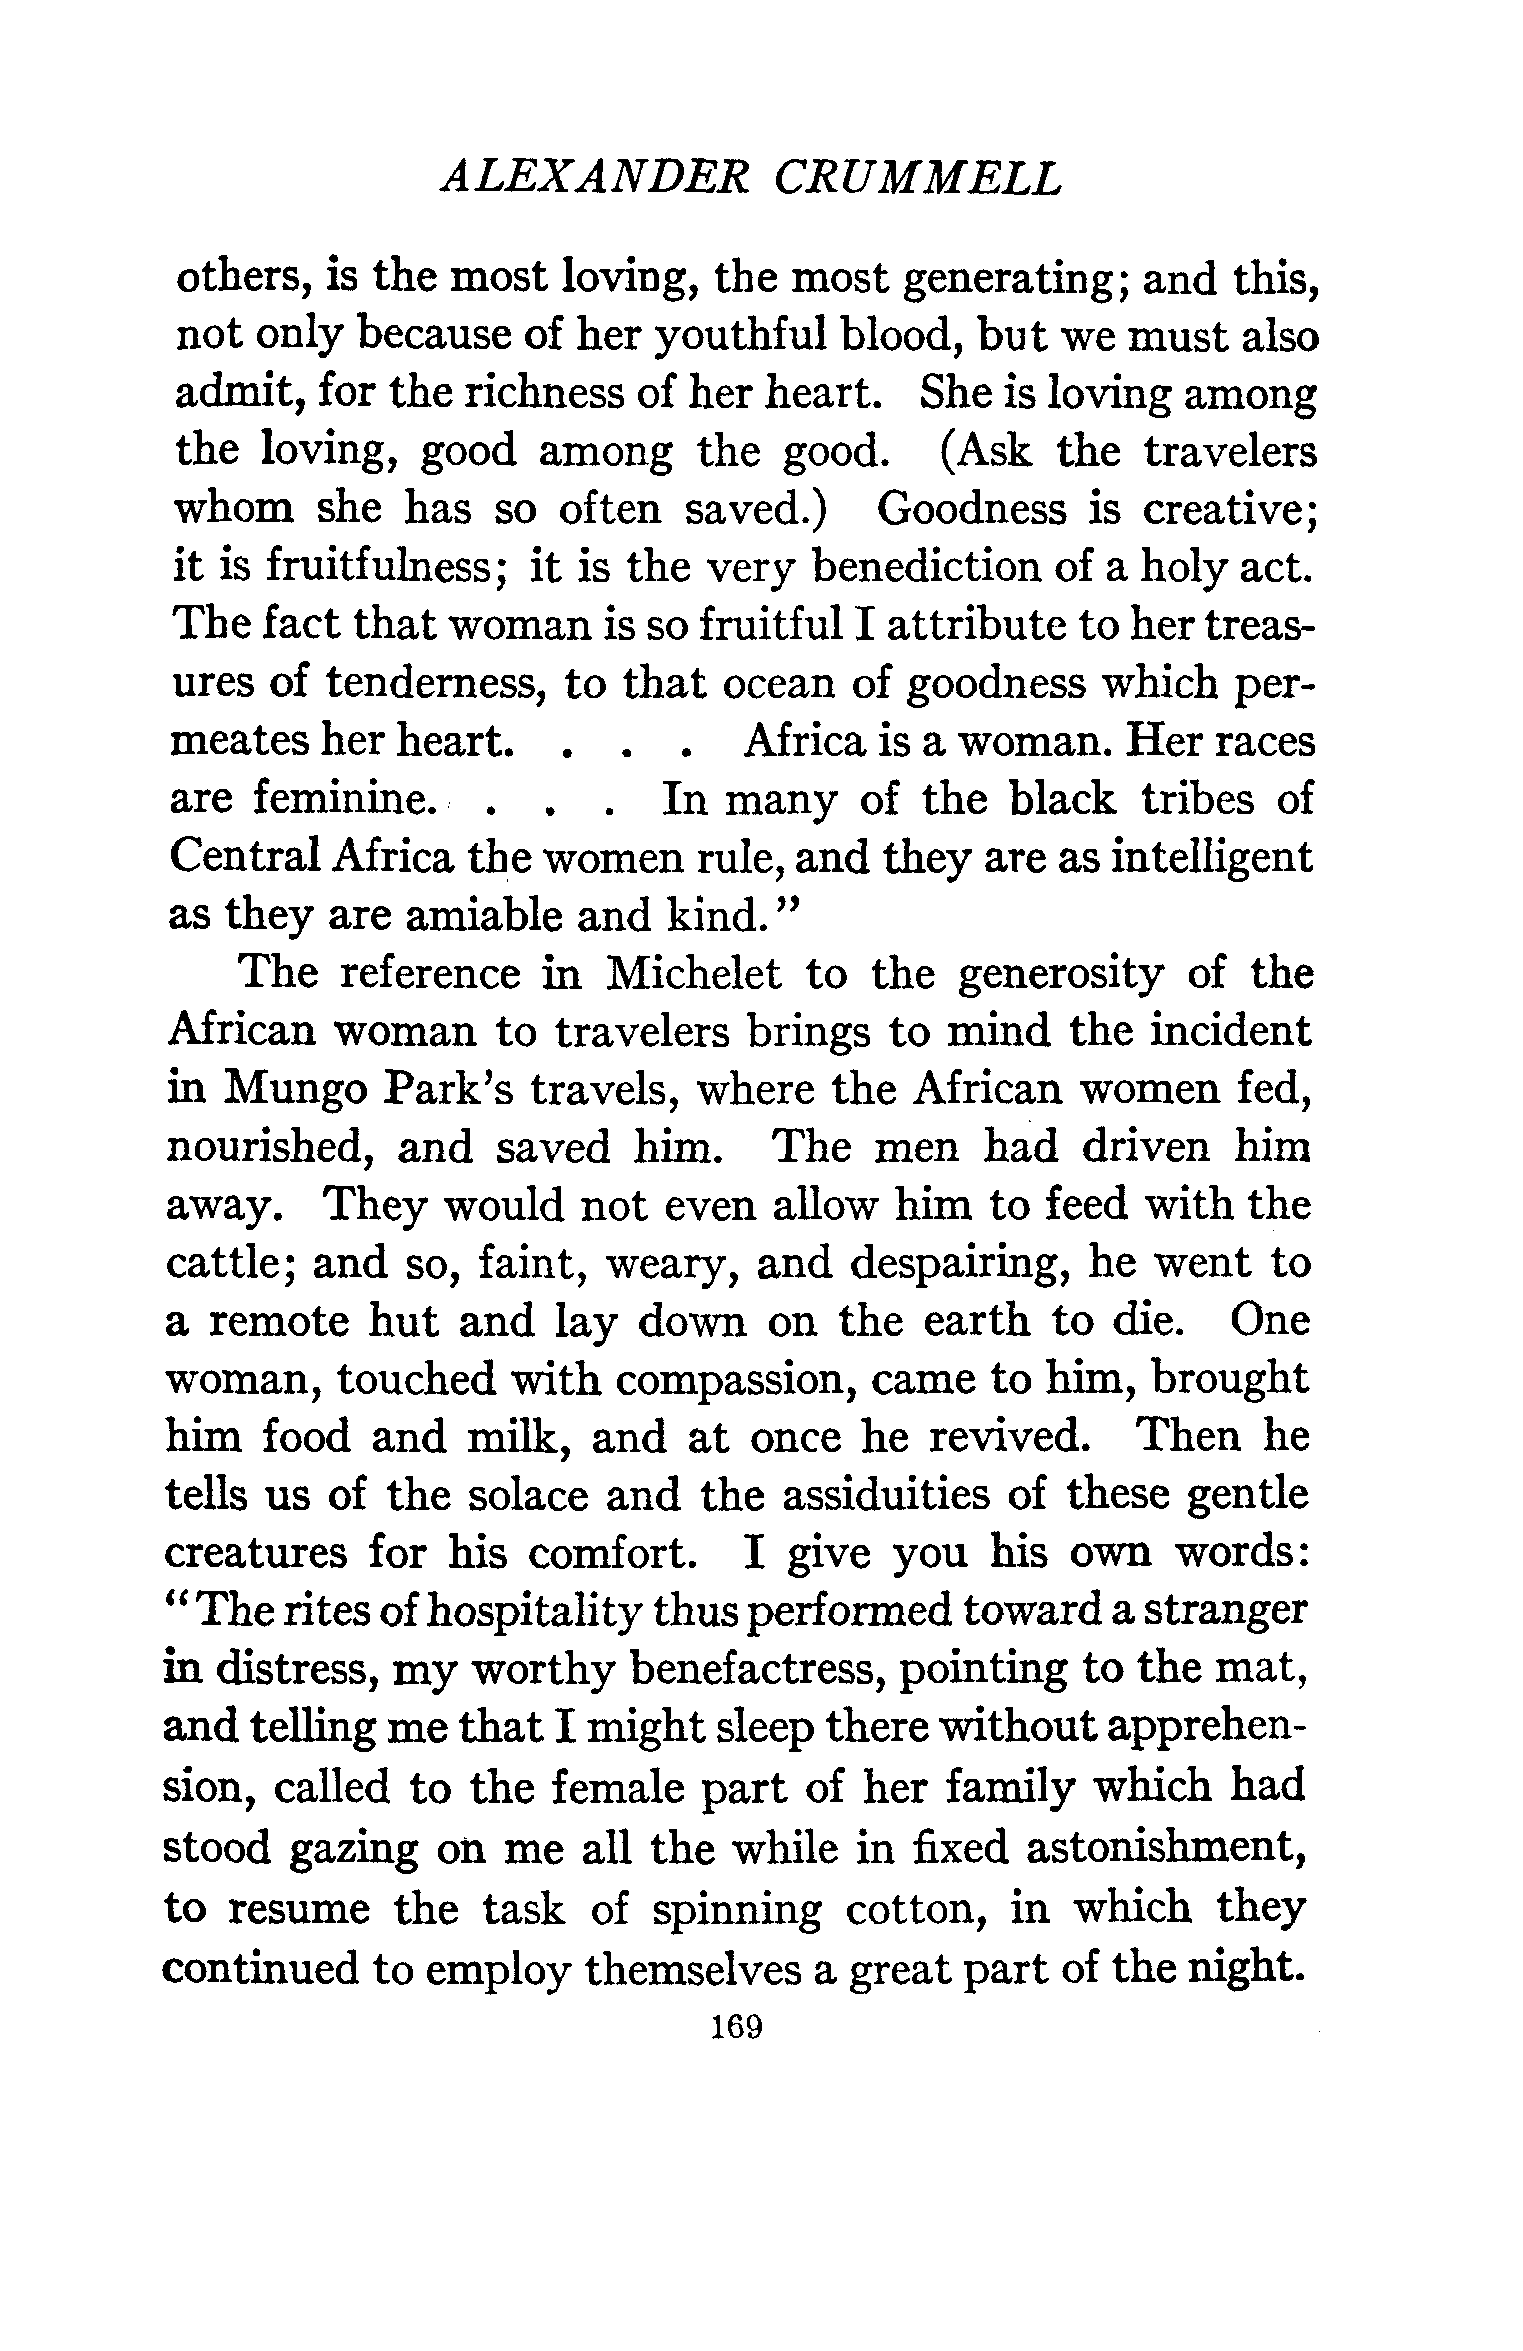 ALEXANDER CRUMMELL
others, is the most loving, the most generating; and this,
not only because of her youthful blood, but we must also
admit, for the richness of her heart. She is loving among
the loving, good among the good. (Ask the travelers
whom she has so often saved.) Goodness is creative;
it is fruitfulness; it is the very benediction of a holy act.
The fact that woman is so fruitful I attribute to her treas-
ures of tenderness, to that ocean of goodness which per-
meates her heart. . . . Africa is a woman. Her races
are feminine. . . . In many of the black tribes of
Central Africa the women rule, and they are as intelligent
as they are amiable and kind."
The reference in Michelet to the generosity of the
African woman to travelers brings to mind the incident
in Mungo Park's travels, where the African women fed,
nourished, and saved him. The men had driven him
away. They would not even allow him to feed with the
cattle; and so, faint, weary, and despairing, he went to
a remote hut and lay down on the earth to die. One
woman, touched with compassion, came to him, brought
him food and milk, and at once he revived. Then he
tells us of the solace and the assiduities of these gentle
creatures for his comfort. I give you his own words:
"The rites of hospitality thus performed toward a stranger
in distress, my worthy benefactress, pointing to the mat,
and telling me that I might sleep there without apprehen-
sion, called to the female part of her family which had
stood gazing on me all the while in fixed astonishment,
to resume the task of spinning cotton, in which they
continued to employ themselves a great part of the night.
169